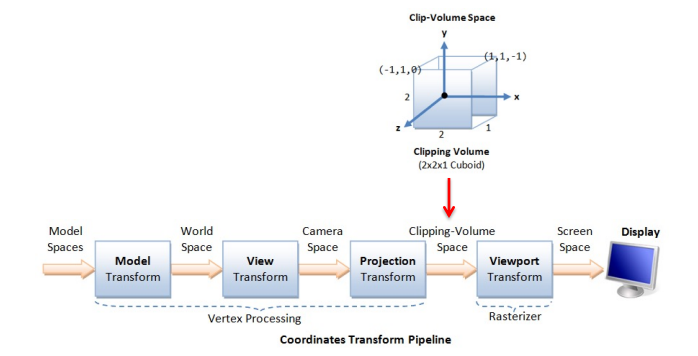 Clip-Volume Space
y
(1,1,-1)
(-1,1,0)
2
x
z
2
1
Clipping Volume
(2x2x1 Cuboid)
Model
Spaces
World
Space
Camera
Space
Clipping-Volume
Space
Screen
Space
Display
Model
Transform
View
Transform
Projection
Transform
Viewport
Transform
Vertex Processing
Rasterizer
Coordinates Transform Pipeline